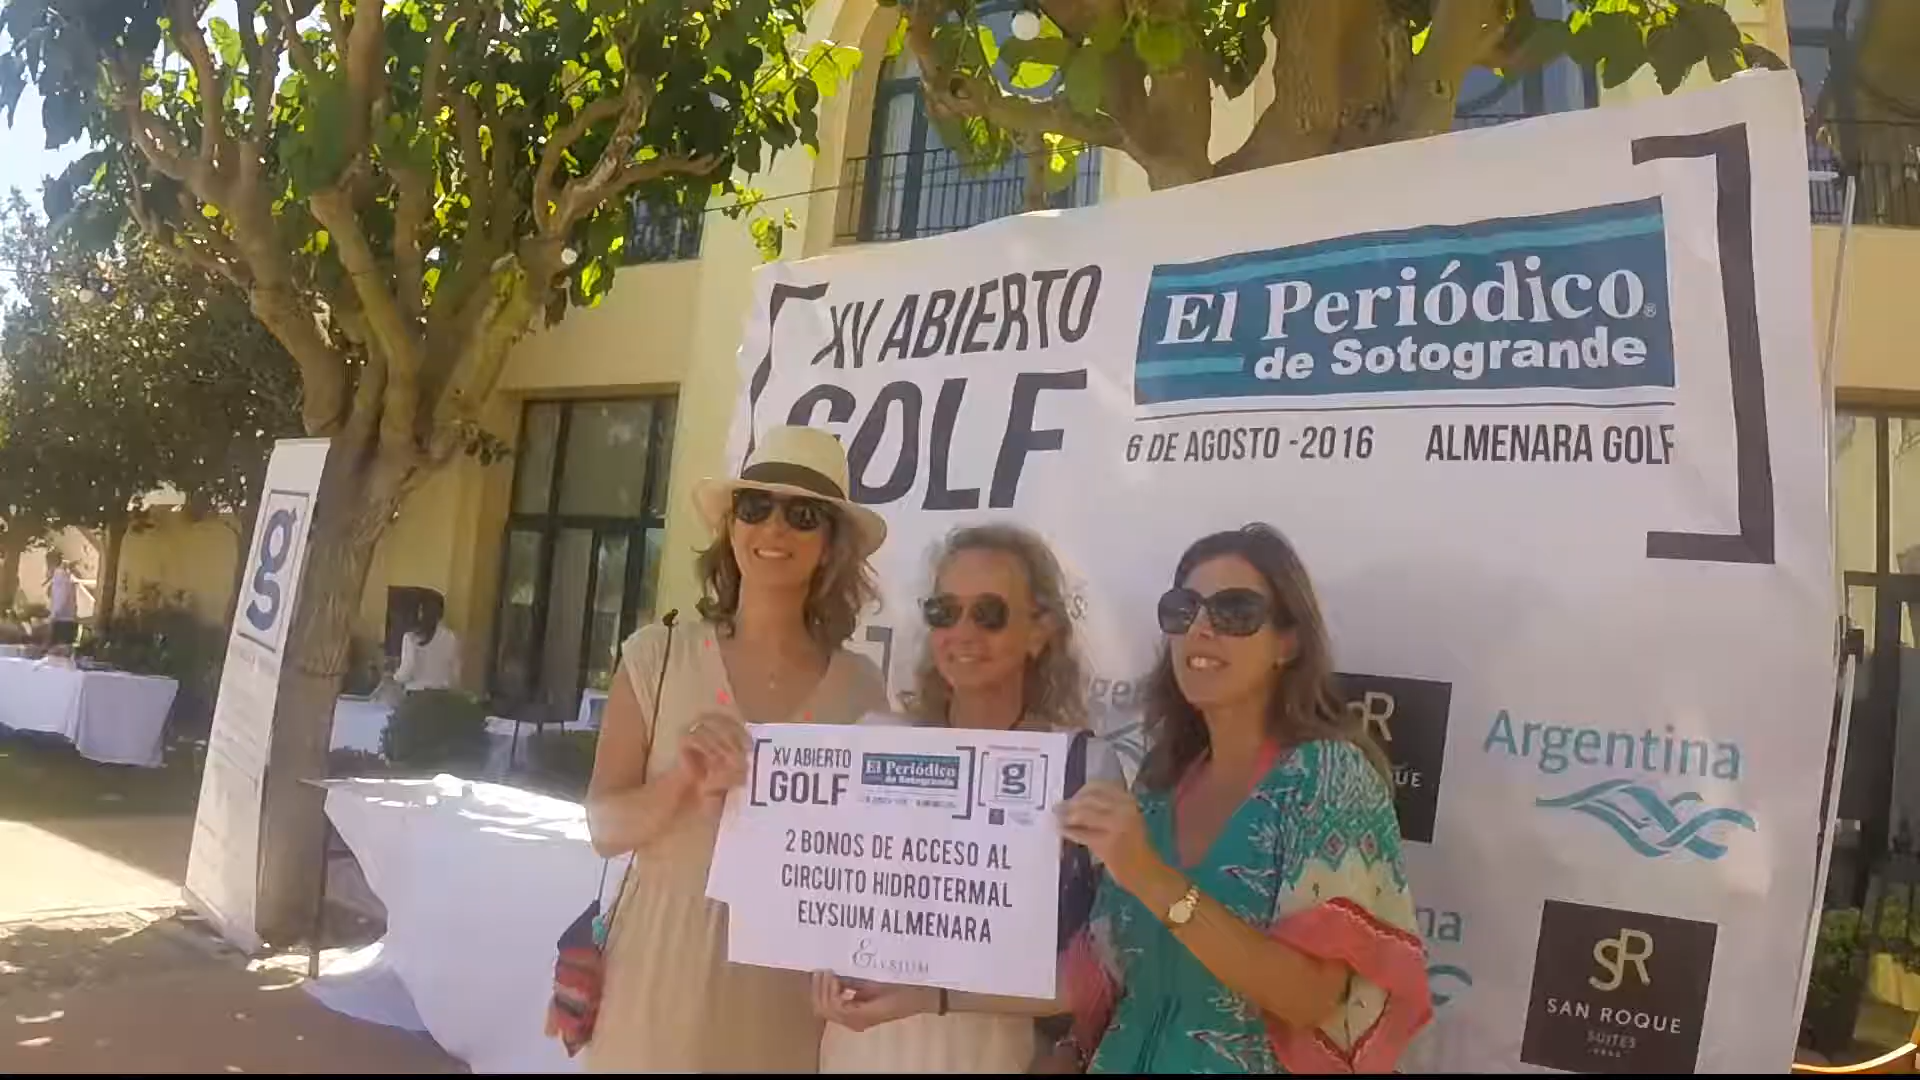 XV ABIERTO
GOLF
El Periódico®
de Sotogrande
6 DE AGOSTO -2016 ALMENARA GOLF
g
Argentina
SR
SAN ROQUE
SUITES
XV ABIERTO
GOLF
El Periódico
de Sotogrande
g
2 BONOS DE ACCESO AL
CIRCUITO HIDROTERMAL
ELYSIUM ALMENARA
ELYSIUM